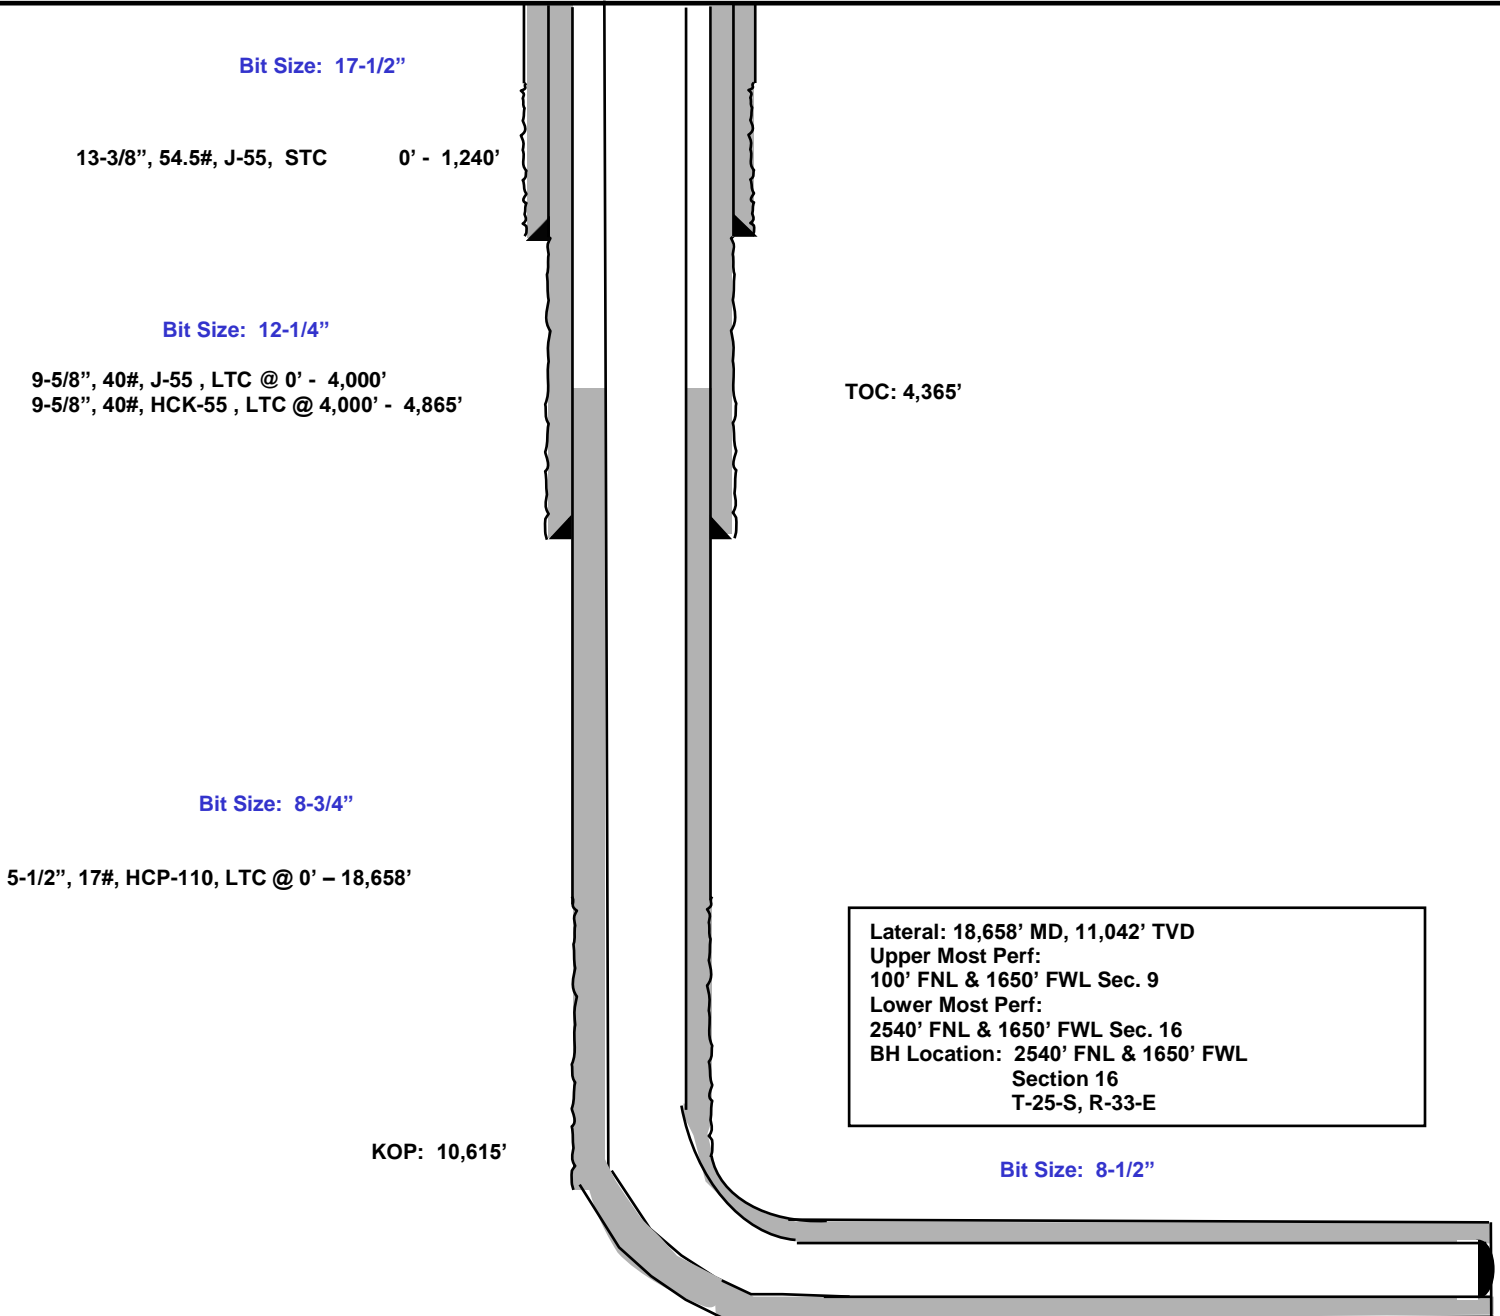 Bit Size: 17-1/2”
13-3/8”, 54.5#, J-55, STC 0’ - 1,240’
Bit Size: 12-1/4”
9-5/8”, 40#, J-55 , LTC @ 0’ - 4,000’
9-5/8”, 40#, HCK-55 , LTC @ 4,000’ - 4,865’
TOC: 4,365’
Bit Size: 8-3/4”
5-1/2”, 17#, HCP-110, LTC @ 0’ – 18,658’
Lateral: 18,658’ MD, 11,042’ TVD
Upper Most Perf:
100’ FNL & 1650’ FWL Sec. 9
Lower Most Perf:
2540’ FNL & 1650’ FWL Sec. 16
BH Location: 2540’ FNL & 1650’ FWL
Section 16
T-25-S, R-33-E
KOP: 10,615’
Bit Size: 8-1/2”